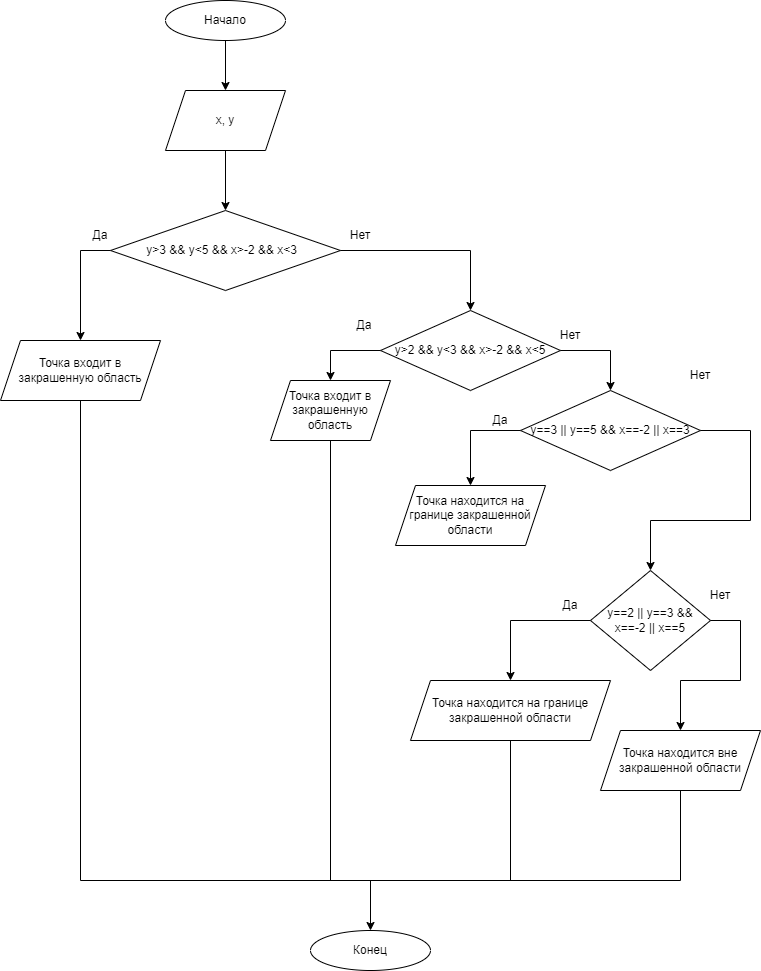 Начало
x, y
Да
Нет
y>3 && y<5 && x>-2 && x<3
Да
Нет
y>2 && y<3 && x>-2 && x<5
Точка входит в
закрашенную область
Точка входит в
закрашенную
область
Нет
Да
y==3 || y==5 && x==-2 || x==3
Точка находится на
границе закрашенной
области
Да
Нет
y==2 || y==3 &&
x==-2 || x==5
Точка находится на границе
закрашенной области
Точка находится вне
закрашенной области
Конец